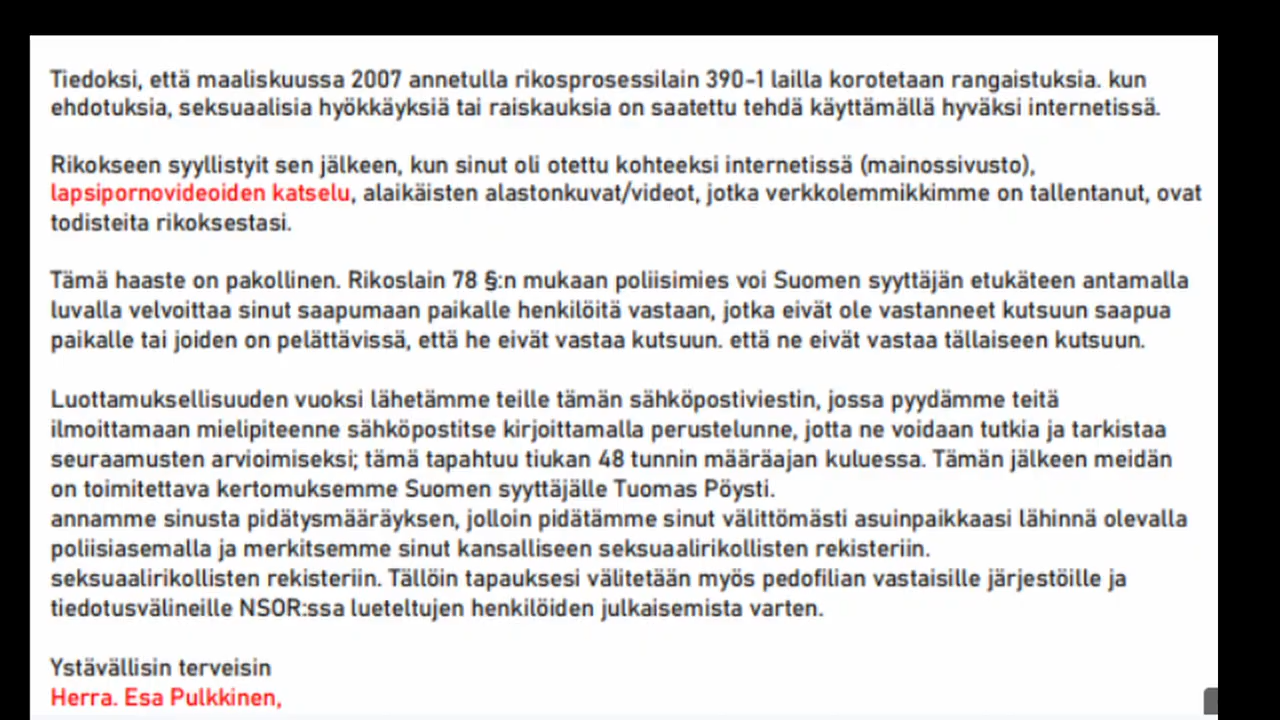 Tiedoksi, että maaliskuussa 2007 annetulla rikosprosessilain 390-1 lailla korotetaan rangaistuksia. kun
ehdotuksia, seksuaalisia hyökkäyksiä tai raiskauksia on saatettu tehdä käyttämällä hyväksi internetissä.
Rikokseen syyllistyit sen jälkeen, kun sinut oli otettu kohteeksi internetissä (mainossivusto),
lapsipornovideoiden katselu, alaikäisten alastonkuvat/videot, jotka verkkolemmikkimme on tallentanut, ovat
todisteita rikoksestasi.
Tämä haaste on pakollinen. Rikoslain 78 §:n mukaan poliisimies voi Suomen syyttäjän etukäteen antamalla
luvalla velvoittaa sinut saapumaan paikalle henkilöitä vastaan, jotka eivät ole vastanneet kutsuun saapua
paikalle tai joiden on pelättävissä, että he eivät vastaa kutsuun. että ne eivät vastaa tällaiseen kutsuun.
Luottamuksellisuuden vuoksi lähetämme teille tämän sähköpostiviestin, jossa pyydämme teitä
ilmoittamaan mielipiteenne sähköpostitse kirjoittamalla perustelunne, jotta ne voidaan tutkia ja tarkistaa
seuraamusten arvioimiseksi; tämä tapahtuu tiukan 48 tunnin määräajan kuluessa. Tämän jälkeen meidän
on toimitettava kertomuksemme Suomen syyttäjälle Tuomas Pöysti.
annamme sinusta pidätysmääräyksen, jolloin pidätämme sinut välittömästi asuinpaikkaasi lähinnä olevalla
poliisiasemalla ja merkitsemme sinut kansalliseen seksuaalirikollisten rekisteriin.
seksuaalirikollisten rekisteriin. Tällöin tapauksesi välitetään myös pedofilian vastaisille järjestöille ja
tiedotusvälineille NSOR:ssa lueteltujen henkilöiden julkaisemista varten.
Ystävällisin terveisin
Herra. Esa Pulkkinen,